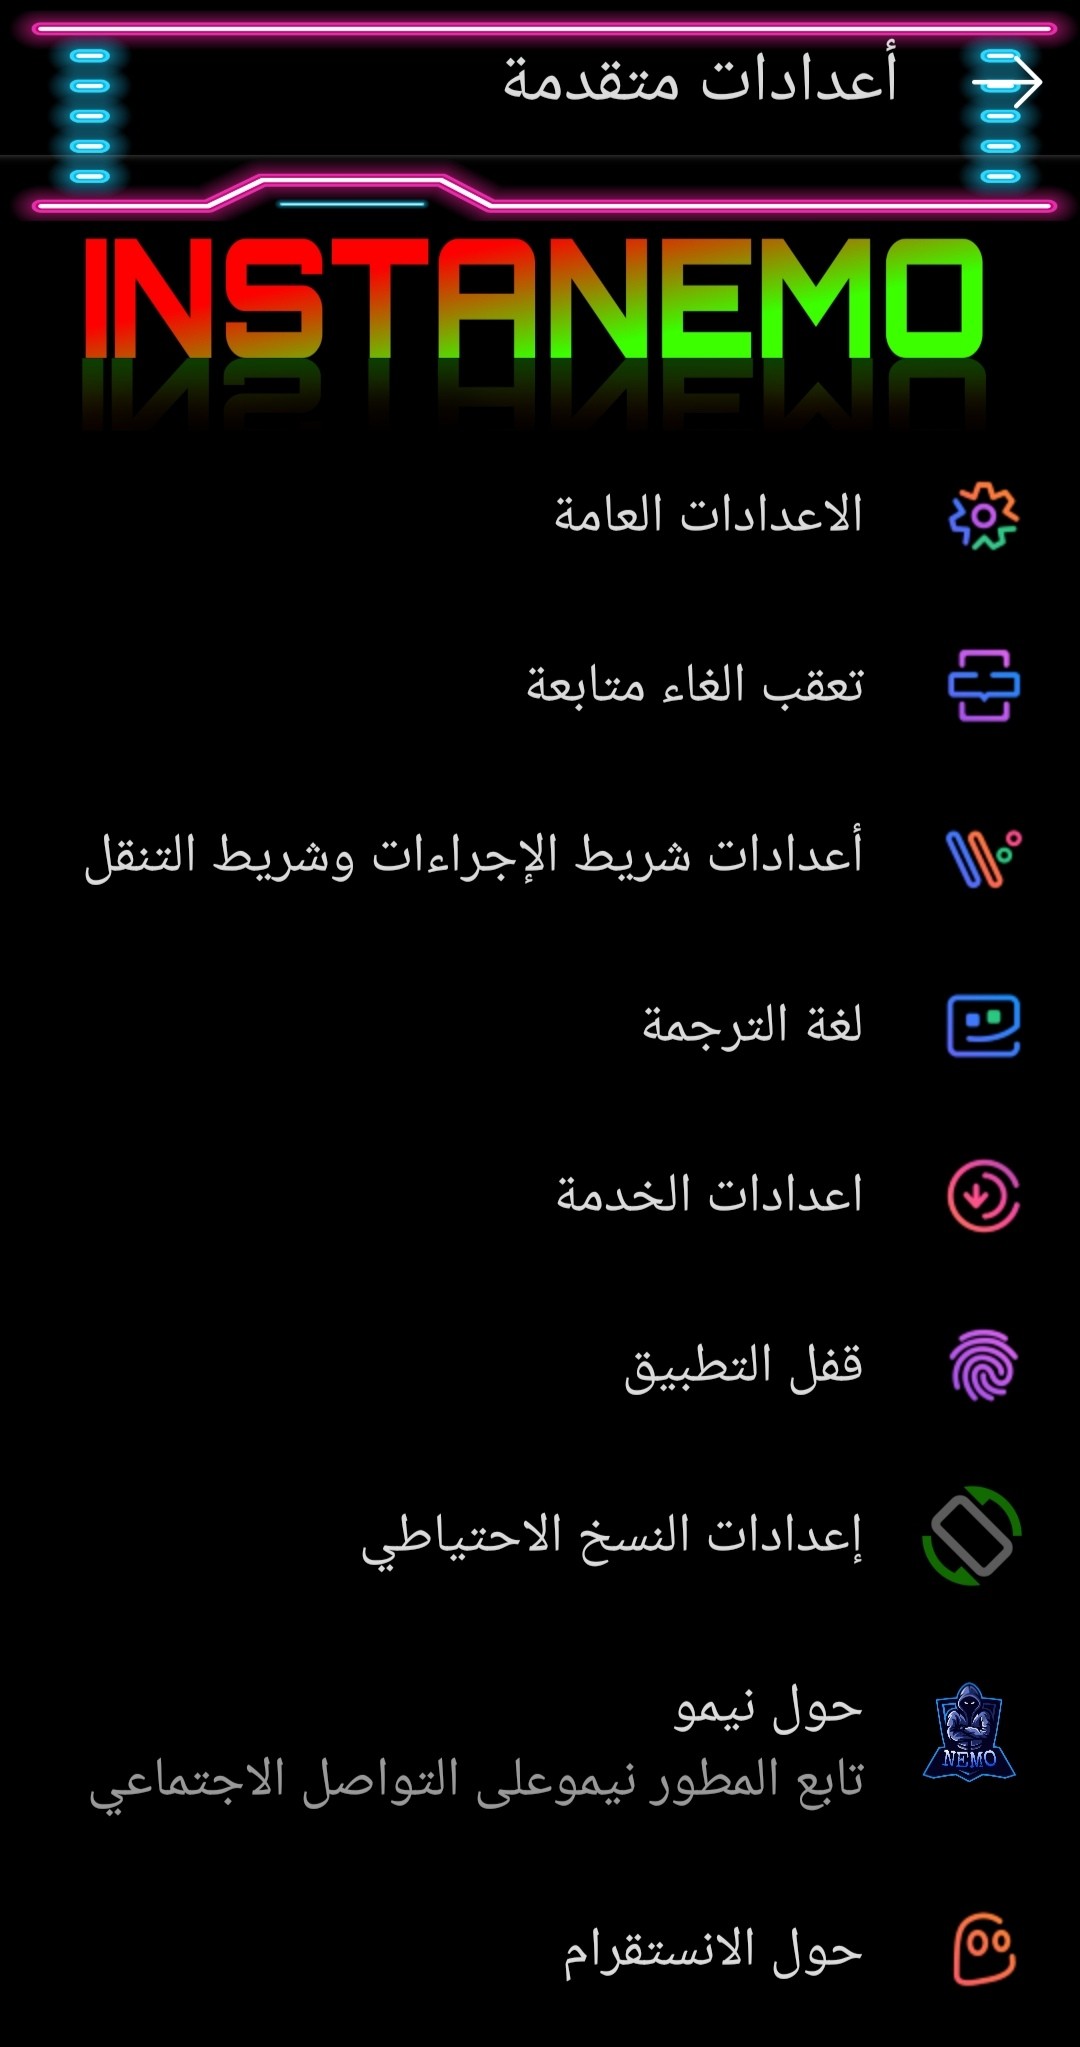 أعدادات متقدمة
INSTANEMO
الاعدادات العامة
تعقب الغاء متابعة
أعدادات شريط الإجراءات وشريط التنقل
لغة الترجمة
اعدادات الخدمة
قفل التطبيق
إعدادات النسخ الاحتياطي
حول نيمو
تابع المطور نيموعلى التواصل الاجتماعي
NEMO
حول الانستقرام